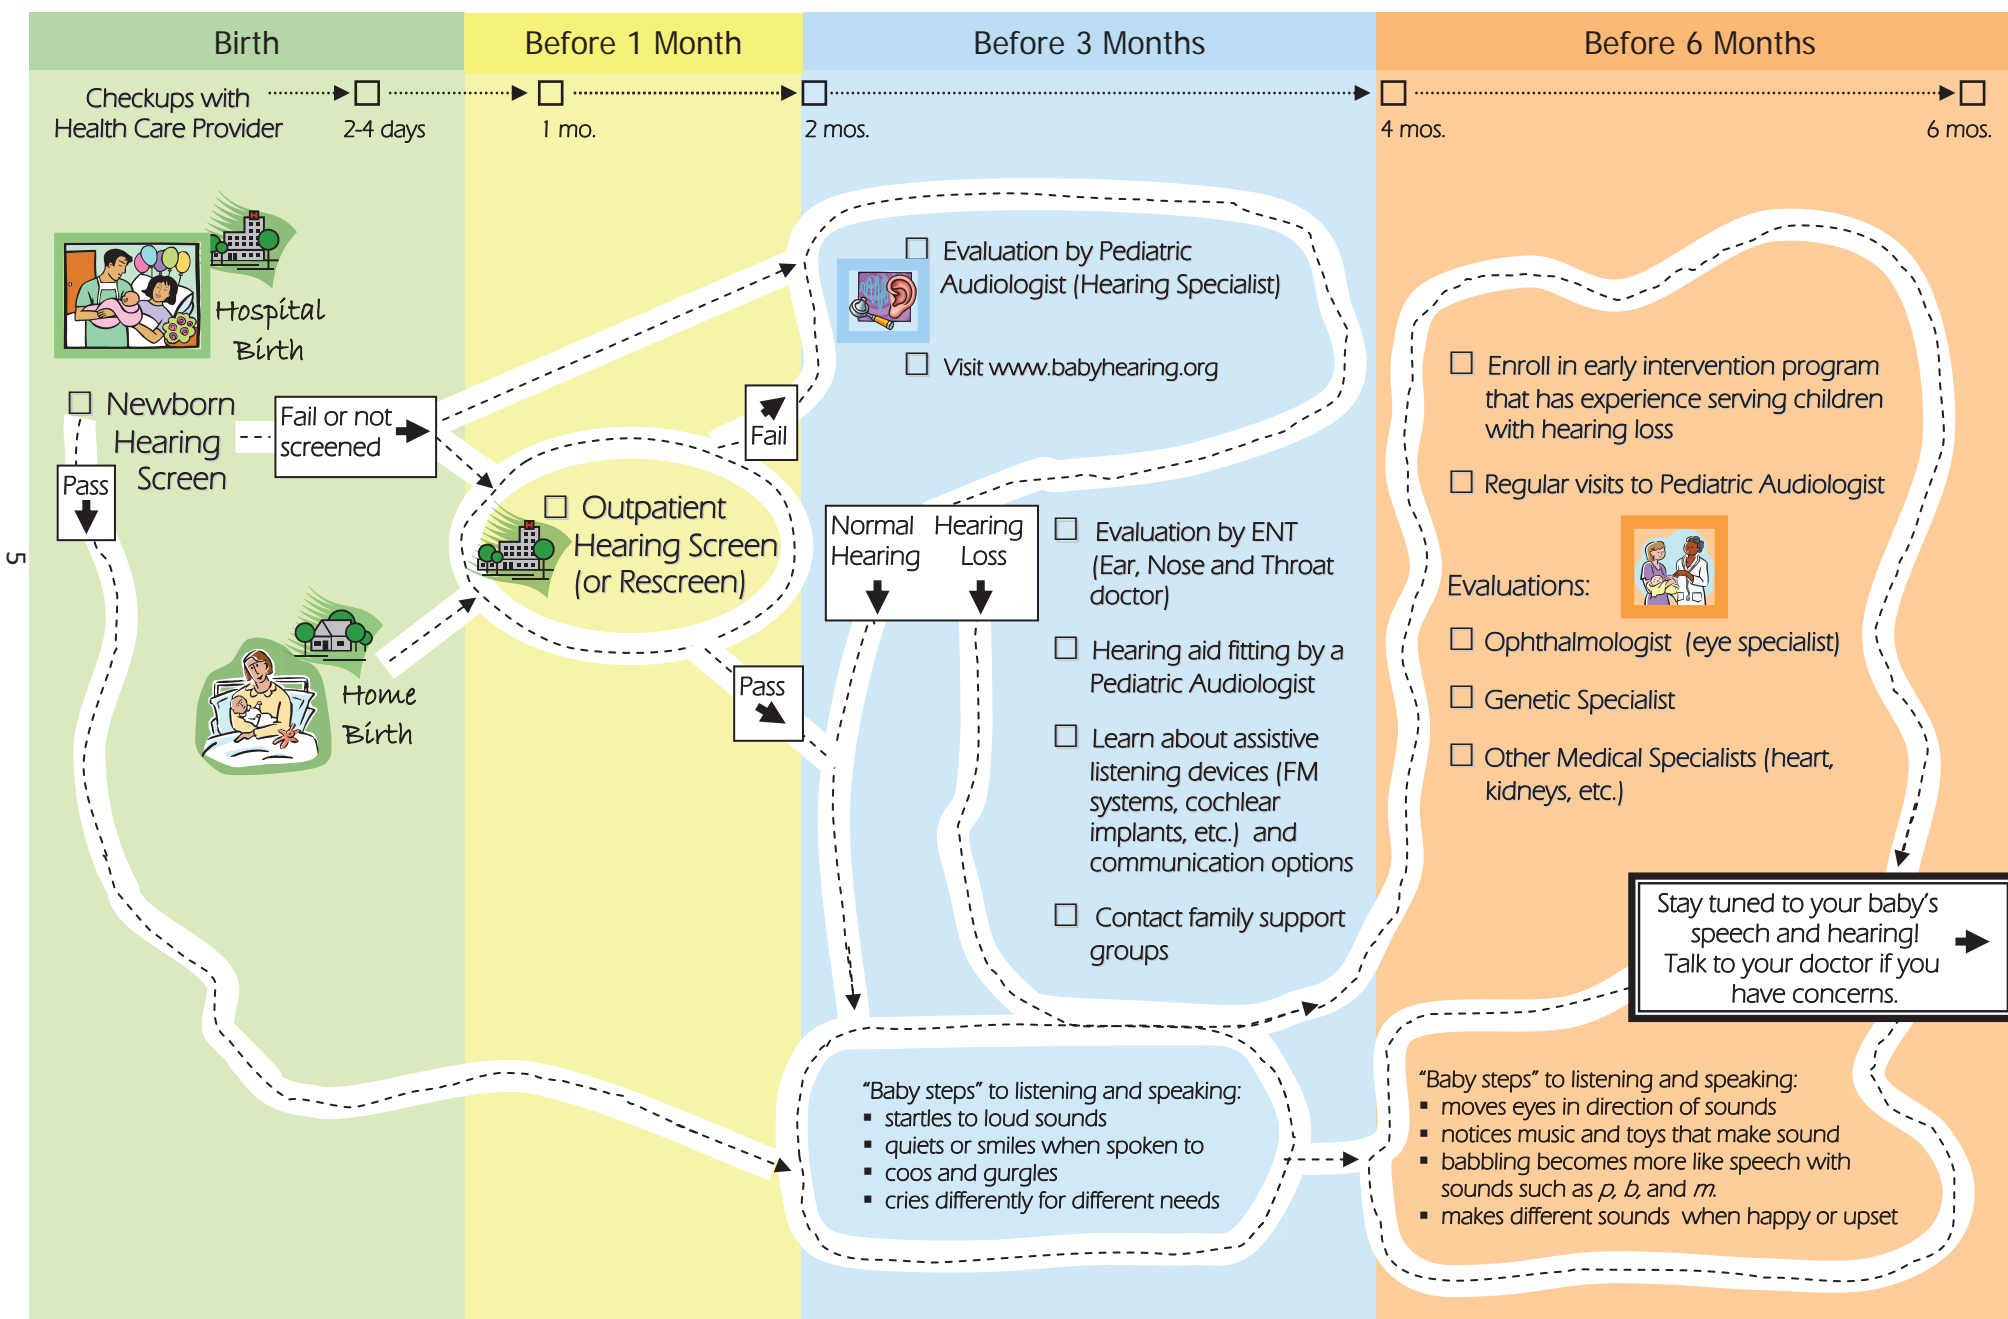 Birth
Before 1 Month
Before 3 Months
Before 6 Months
Checkups with
Health Care Provider
2-4 days
1 mo.
2 mos.
4 mos.
6 mos.
H
Hospital
Birth
Newborn
Hearing
Screen
Fail or not
screened
Pass
Home
Birth
5
Fail
H
Outpatient
Hearing Screen
(or Rescreen)
Pass
Evaluation by Pediatric
Audiologist (Hearing Specialist)
Visit www.babyhearing.org
Normal
Hearing
Hearing
Loss
Evaluation by ENT
(Ear, Nose and Throat
doctor)
Hearing aid fitting by a
Pediatric Audiologist
Learn about assistive
listening devices (FM
systems, cochlear
implants, etc.) and
communication options
Contact family support
groups
"Baby steps" to listening and speaking:
▪ startles to loud sounds
▪ quiets or smiles when spoken to
▪ coos and gurgles
▪ cries differently for different needs
Enroll in early intervention program
that has experience serving children
with hearing loss
Regular visits to Pediatric Audiologist
Evaluations:
Ophthalmologist (eye specialist)
Genetic Specialist
Other Medical Specialists (heart,
kidneys, etc.)
Stay tuned to your baby's
speech and hearing!
Talk to your doctor if you
have concerns.
"Baby steps" to listening and speaking:
▪ moves eyes in direction of sounds
▪ notices music and toys that make sound
▪ babbling becomes more like speech with
sounds such as p, b, and m.
▪ makes different sounds when happy or upset